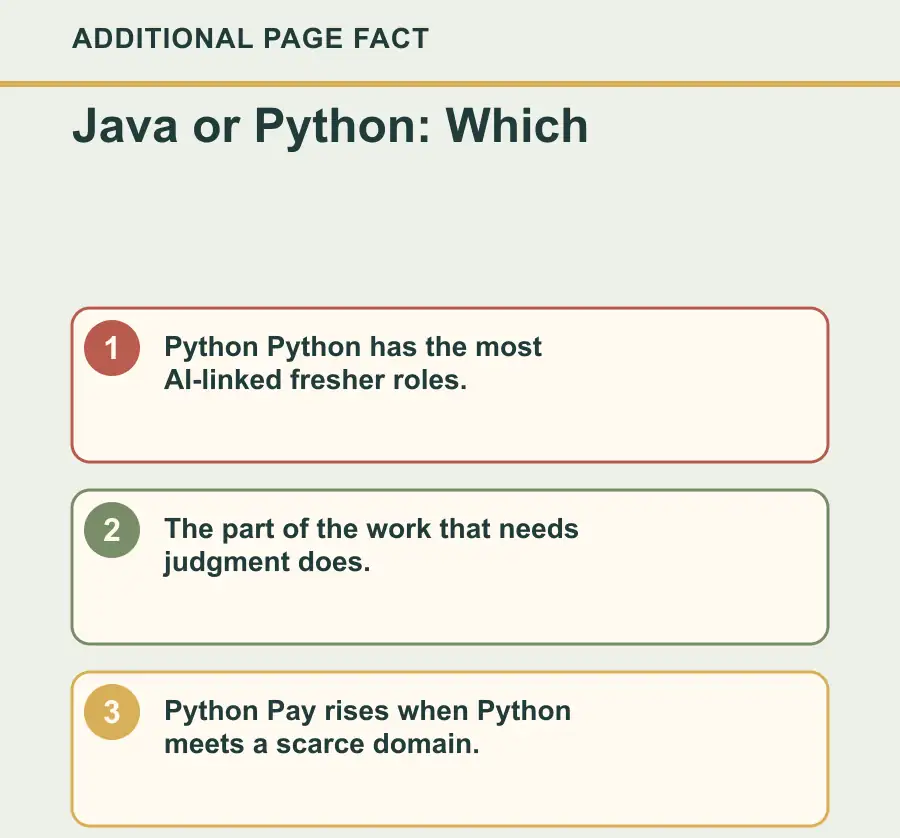 ADDITIONAL PAGE FACT
Java or Python: Which
1
Python Python has the most
AI-linked fresher roles.
2
The part of the work that needs
judgment does.
3
Python Pay rises when Python
meets a scarce domain.